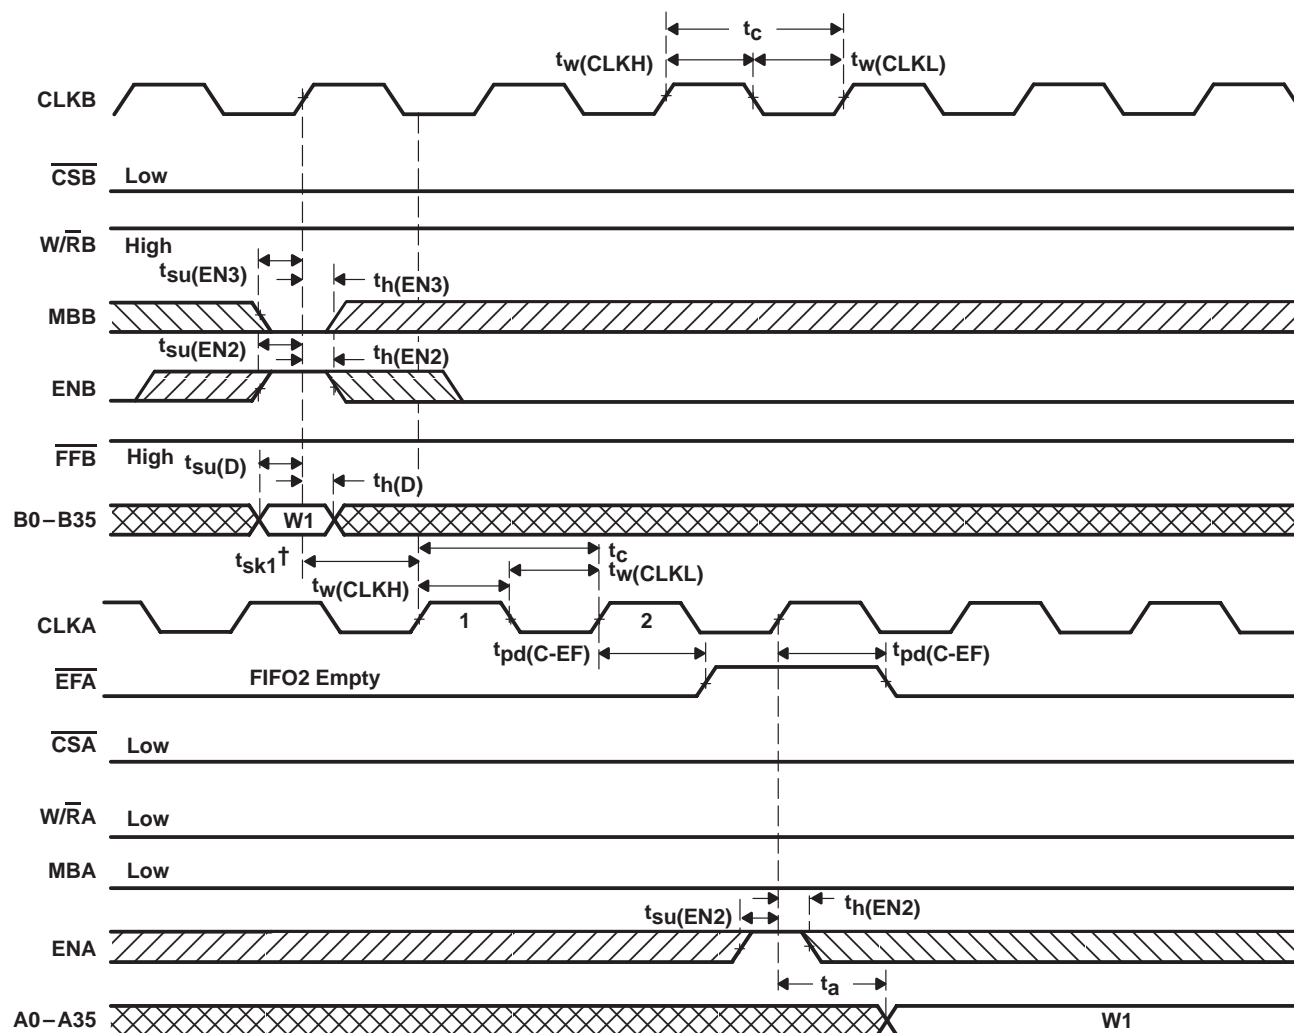 tc
tw(CLKH)
tw(CLKL)
CLKB
CSB
Low
W/RB
High
tsu(EN3)
th(EN3)
MBB
tsu(EN2)
th(EN2)
ENB
FFB
High
tsu(D)
th(D)
B0–B35
W1
tsk1†
tc
tw(CLKH)
tw(CLKL)
CLKA
1
2
tpd(C-EF)
tpd(C-EF)
EFA
FIFO2 Empty
CSA
Low
W/RA
Low
MBA
Low
tsu(EN2)
th(EN2)
ENA
ta
A0–A35
W1